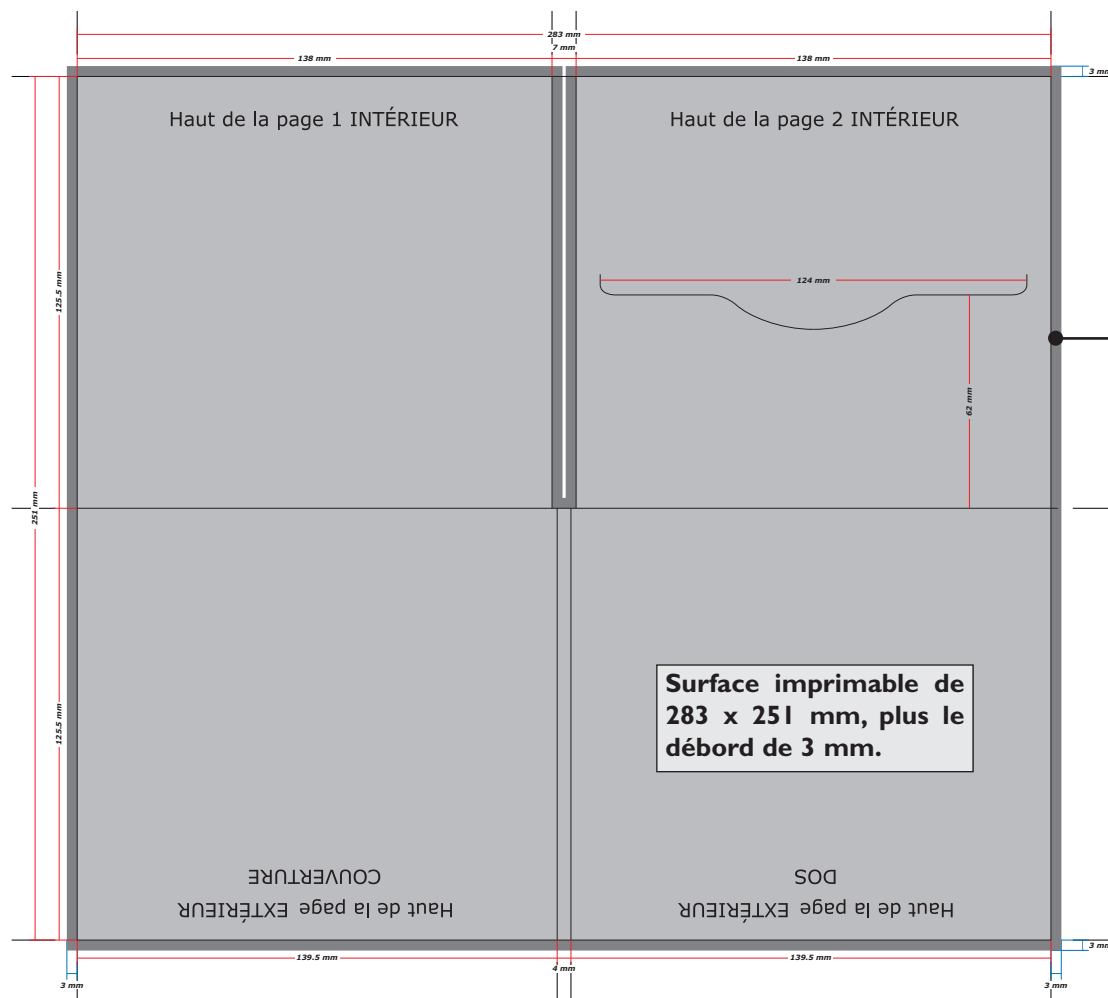 283 mm
7 mm
138 mm
138 mm
3 mm
Haut de la page 1 INTÉRIEUR
Haut de la page 2 INTÉRIEUR
124 mm
125.5 mm
62 mm
251 mm
125.5 mm
Surface imprimable de
283 x 251 mm, plus le
débord de 3 mm.
Haut de la page EXTÉRIEUR
COUVERTURE
Haut de la page EXTÉRIEUR
DOS
3 mm
139.5 mm
4 mm
139.5 mm
3 mm
3 mm